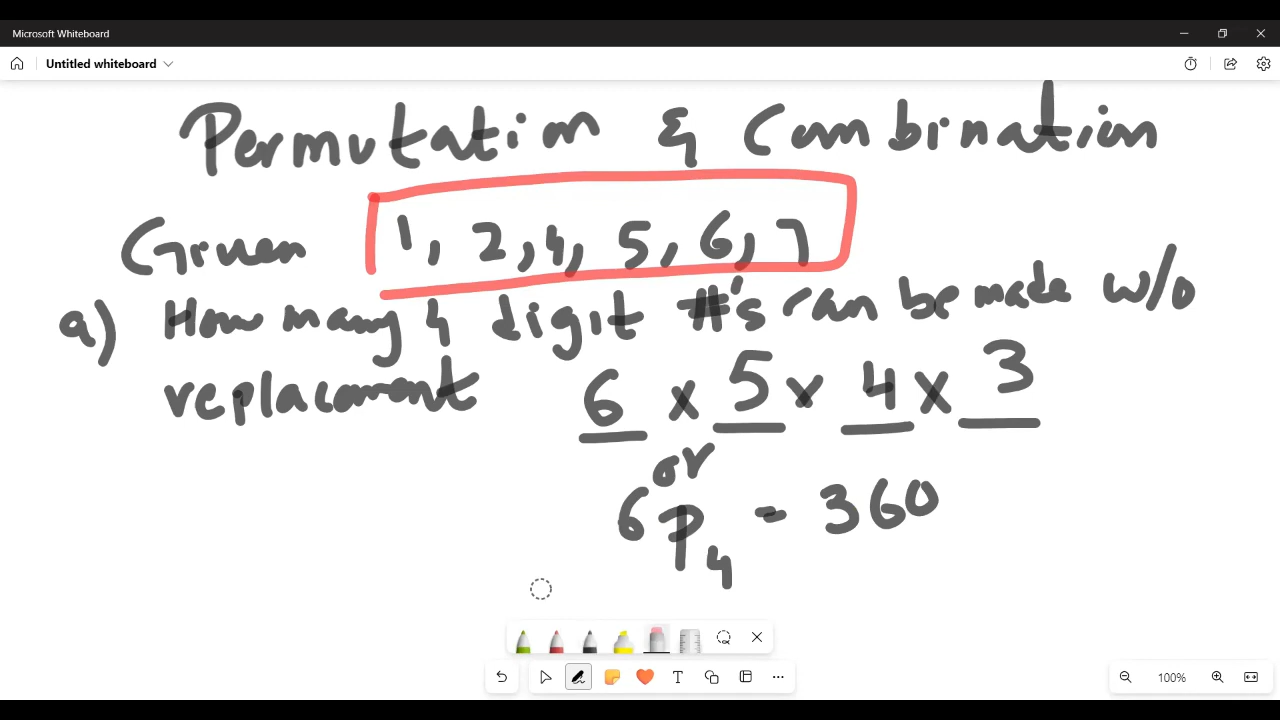 Microsoft Whiteboard
Untitled whiteboard
Permutation & Combination
Given 1, 2, 4, 5, 6, 7
a) How many 4 digit #'s can be made w/o
replacement 6 x 5 x 4 x 3
or
6P4 = 360
T
100%